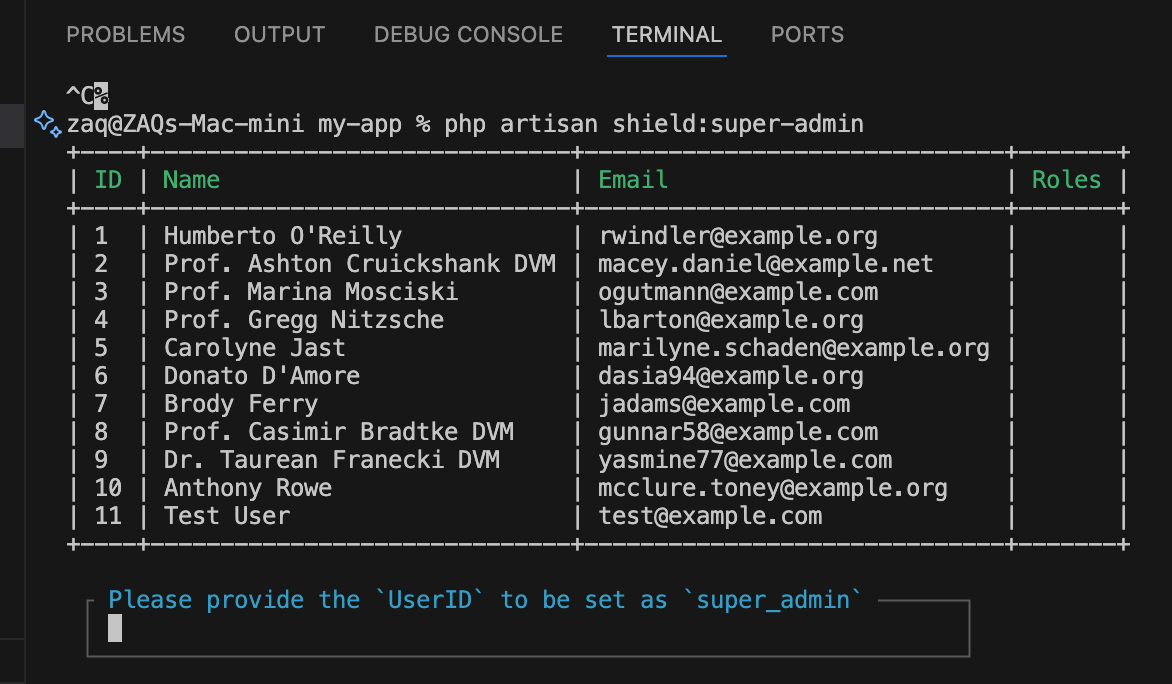 PROBLEMS OUTPUT DEBUG CONSOLE TERMINAL PORTS
^C%
zaq@ZAQs-Mac-mini my-app % php artisan shield:super-admin
+----+------------------------------+------------------------------+-------+
| ID | Name | Email | Roles |
+----+------------------------------+------------------------------+-------+
| 1 | Humberto O'Reilly | rwindler@example.org | |
| 2 | Prof. Ashton Cruickshank DVM | macey.daniel@example.net | |
| 3 | Prof. Marina Mosciski | ogutmann@example.com | |
| 4 | Prof. Gregg Nitzsche | lbarton@example.org | |
| 5 | Carolyne Jast | marilyne.schaden@example.org | |
| 6 | Donato D'Amore | dasia94@example.org | |
| 7 | Brody Ferry | jadams@example.com | |
| 8 | Prof. Casimir Bradtke DVM | gunnar58@example.com | |
| 9 | Dr. Taurean Franecki DVM | yasmine77@example.com | |
| 10 | Anthony Rowe | mcclure.toney@example.org | |
| 11 | Test User | test@example.com | |
+----+------------------------------+------------------------------+-------+
Please provide the `UserID` to be set as `super_admin`